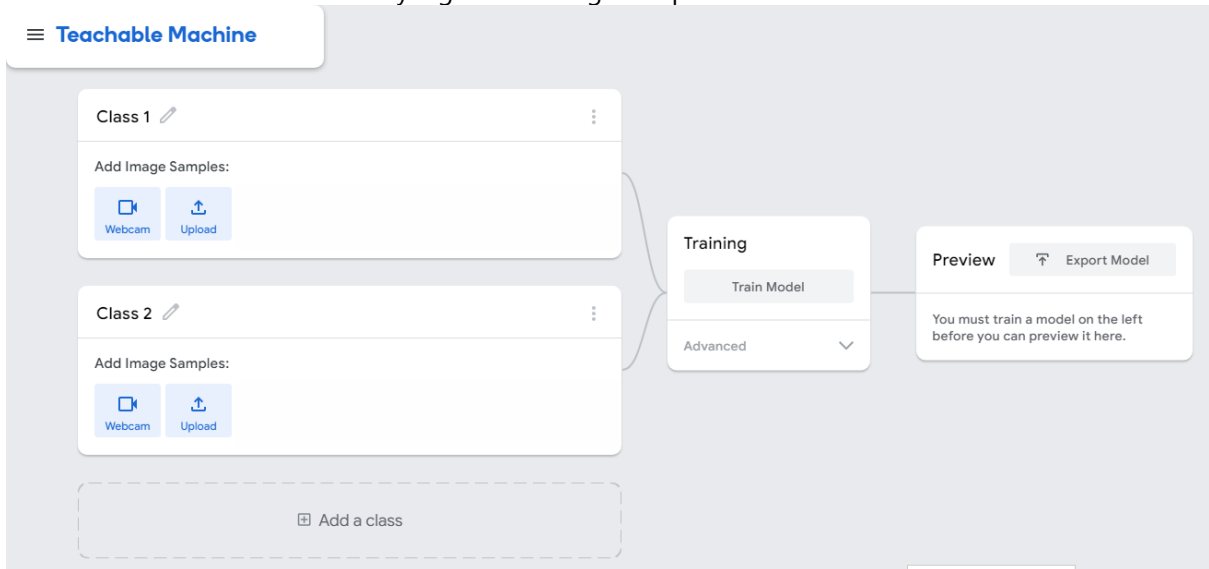 Teachable Machine
Class 1
Add Image Samples:
Webcam
Upload
Class 2
Add Image Samples:
Webcam
Upload
Add a class
Training
Train Model
Advanced
Preview
Export Model
You must train a model on the left
before you can preview it here.